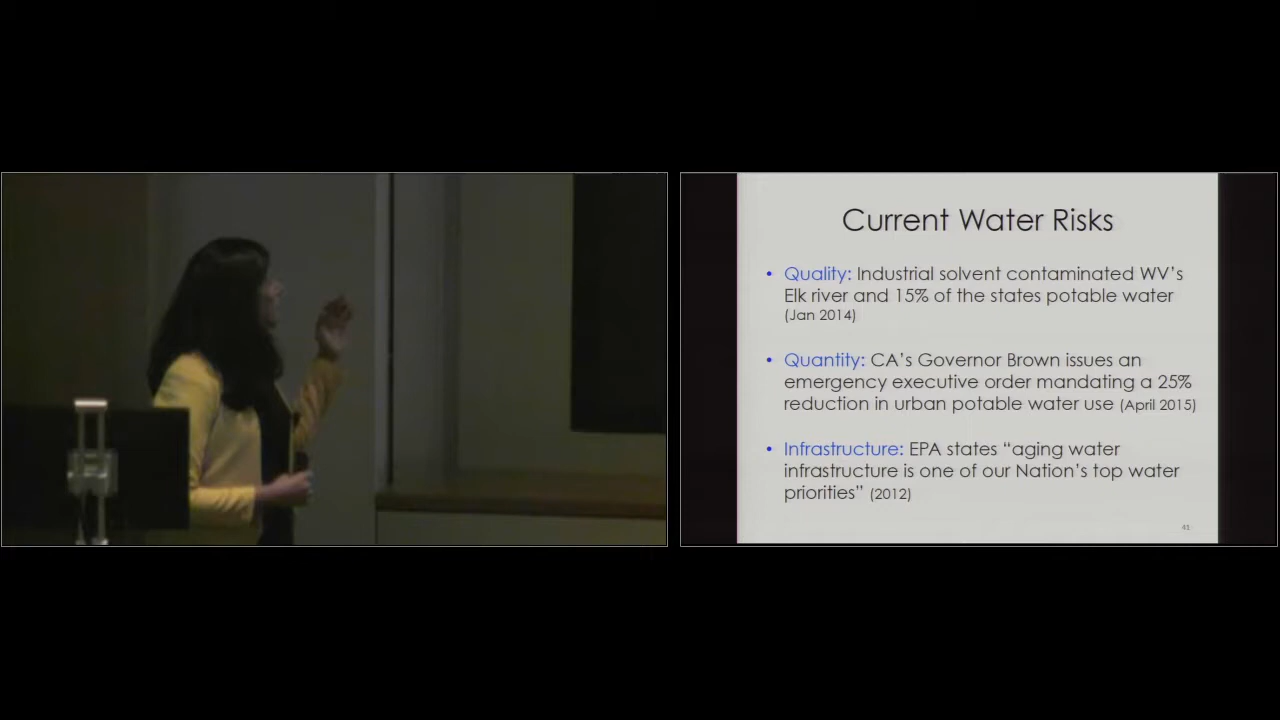 Current Water Risks
• Quality: Industrial solvent contaminated WV's
Elk river and 15% of the states potable water
(Jan 2014)
• Quantity: CA's Governor Brown issues an
emergency executive order mandating a 25%
reduction in urban potable water use (April 2015)
• Infrastructure: EPA states “aging water
infrastructure is one of our Nation's top water
priorities” (2012)